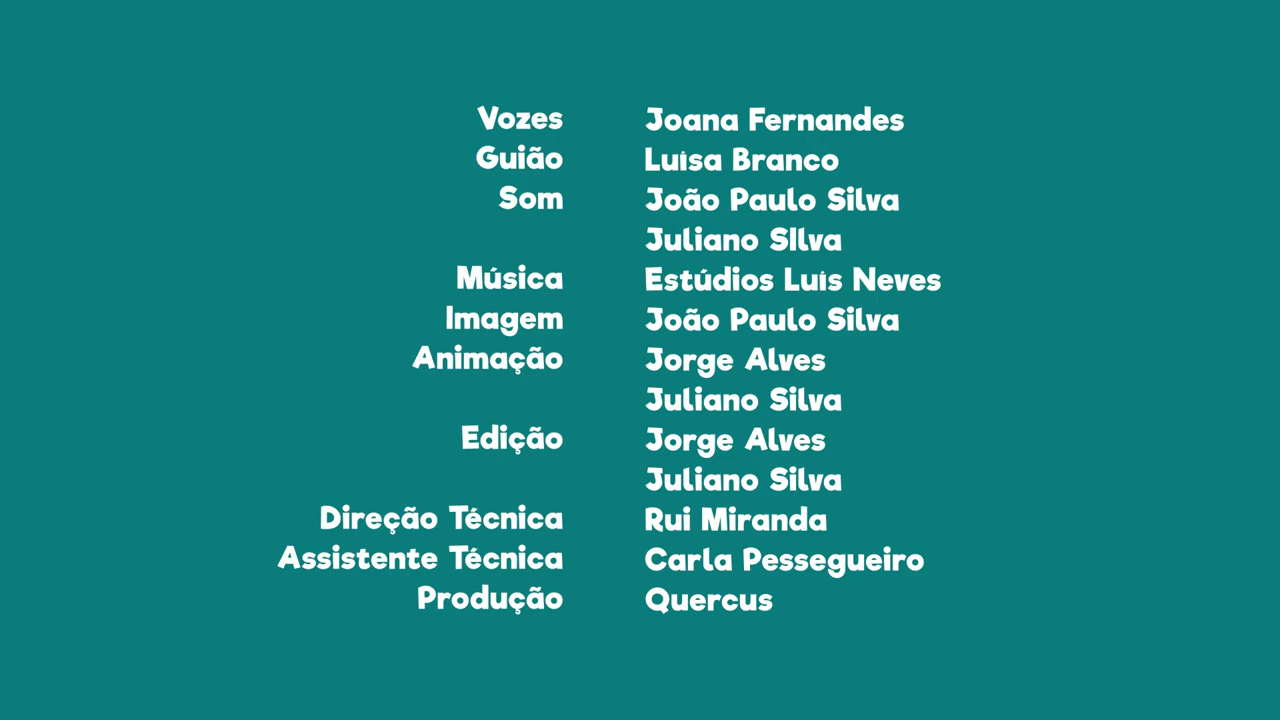 Vozes Joana Fernandes
Guião Luísa Branco
Som João Paulo Silva
Juliano SIlva
Música Estúdios Luís Neves
Imagem João Paulo Silva
Animação Jorge Alves
Juliano Silva
Edição Jorge Alves
Juliano Silva
Direção Técnica Rui Miranda
Assistente Técnica Carla Pessegueiro
Produção Quercus